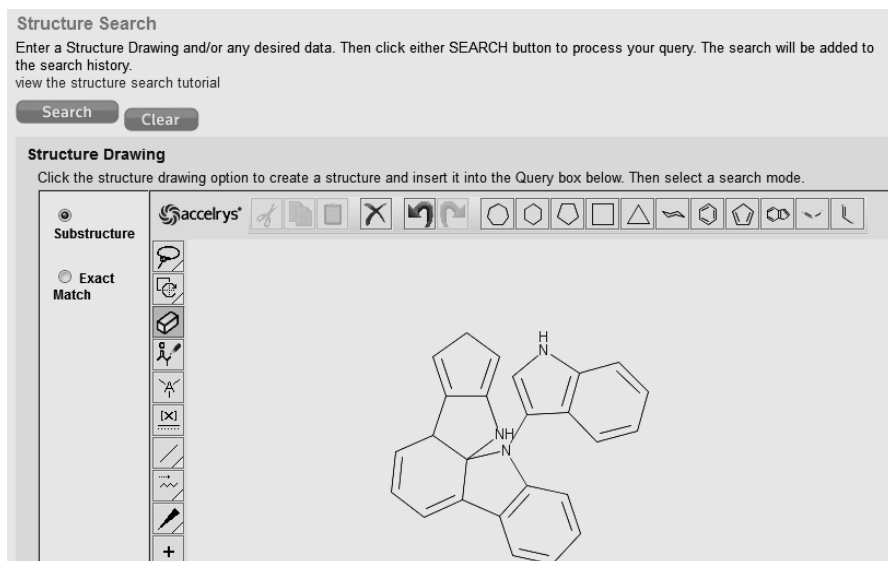 Structure Search
Enter a Structure Drawing and/or any desired data. Then click either SEARCH button to process your query. The search will be added to
the search history.
view the structure search tutorial
Search
Clear
Structure Drawing
Click the structure drawing option to create a structure and insert it into the Query box below. Then select a search mode.
accelrys
Substructure
Exact
Match
A
[×]
+
H
N
NH
N